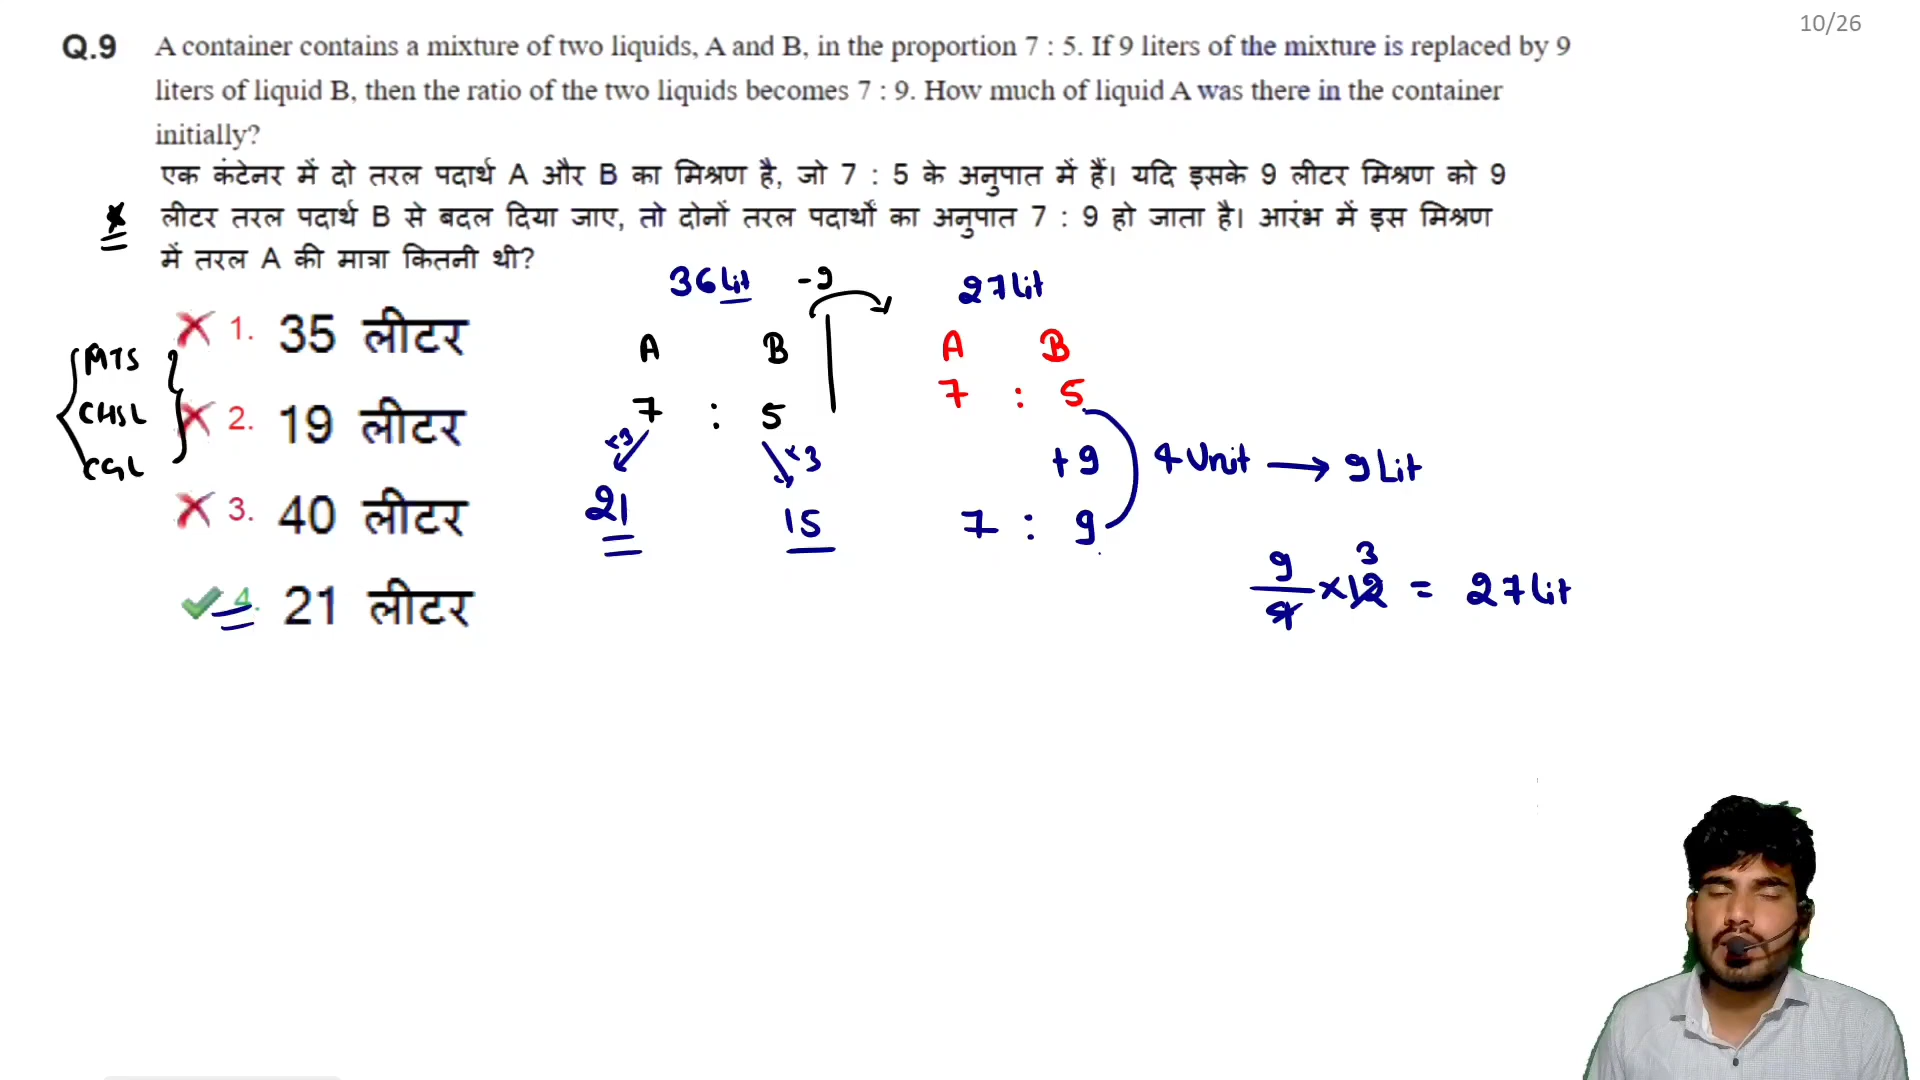 10/26
Q.9 A container contains a mixture of two liquids, A and B, in the proportion 7 : 5. If 9 liters of the mixture is replaced by 9
liters of liquid B, then the ratio of the two liquids becomes 7 : 9. How much of liquid A was there in the container
initially?
एक कंटेनर में दो तरल पदार्थ A और B का मिश्रण है, जो 7 : 5 के अनुपात में हैं। यदि इसके 9 लीटर मिश्रण को 9
लीटर तरल पदार्थ B से बदल दिया जाए, तो दोनों तरल पदार्थों का अनुपात 7 : 9 हो जाता है। आरंभ में इस मिश्रण
में तरल A की मात्रा कितनी थी?
1. 35 लीटर
2. 19 लीटर
3. 40 लीटर
4. 21 लीटर
MTS
CHSL
CGL
36 lit -9
A B
7 : 5
×3 ×3
21 15
27 lit
A B
7 : 5
+9
7 : 9
4 Unit → 9 Lit
9/4 × 12 = 27 lit
3